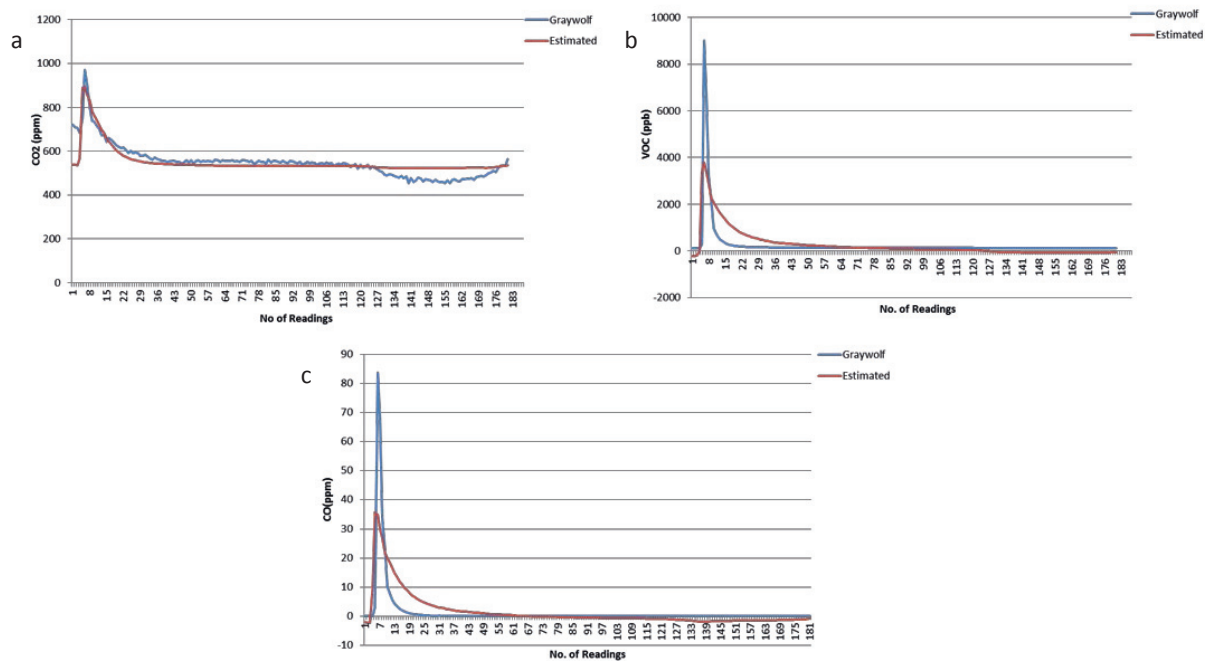 a
1200
1000
800
600
400
200
0
CO2 (ppm)
1 8 15 22 29 36 43 50 57 64 71 78 85 92 99 106 113 120 127 134 141 148 155 162 169 176 183
No of Readings
Graywolf
Estimated
b
10000
8000
6000
4000
2000
0
-2000
VOC (ppb)
1 8 15 22 29 36 43 50 57 64 71 78 85 92 99 106 113 120 127 134 141 148 155 162 169 176 183
No. of Readings
Graywolf
Estimated
c
90
80
70
60
50
40
30
20
10
0
-10
CO(ppm)
1 7 13 19 25 31 37 43 49 55 61 67 73 79 85 91 97 103 109 115 121 127 133 139 145 151 157 163 169 175 181
No. of Readings
Graywolf
Estimated